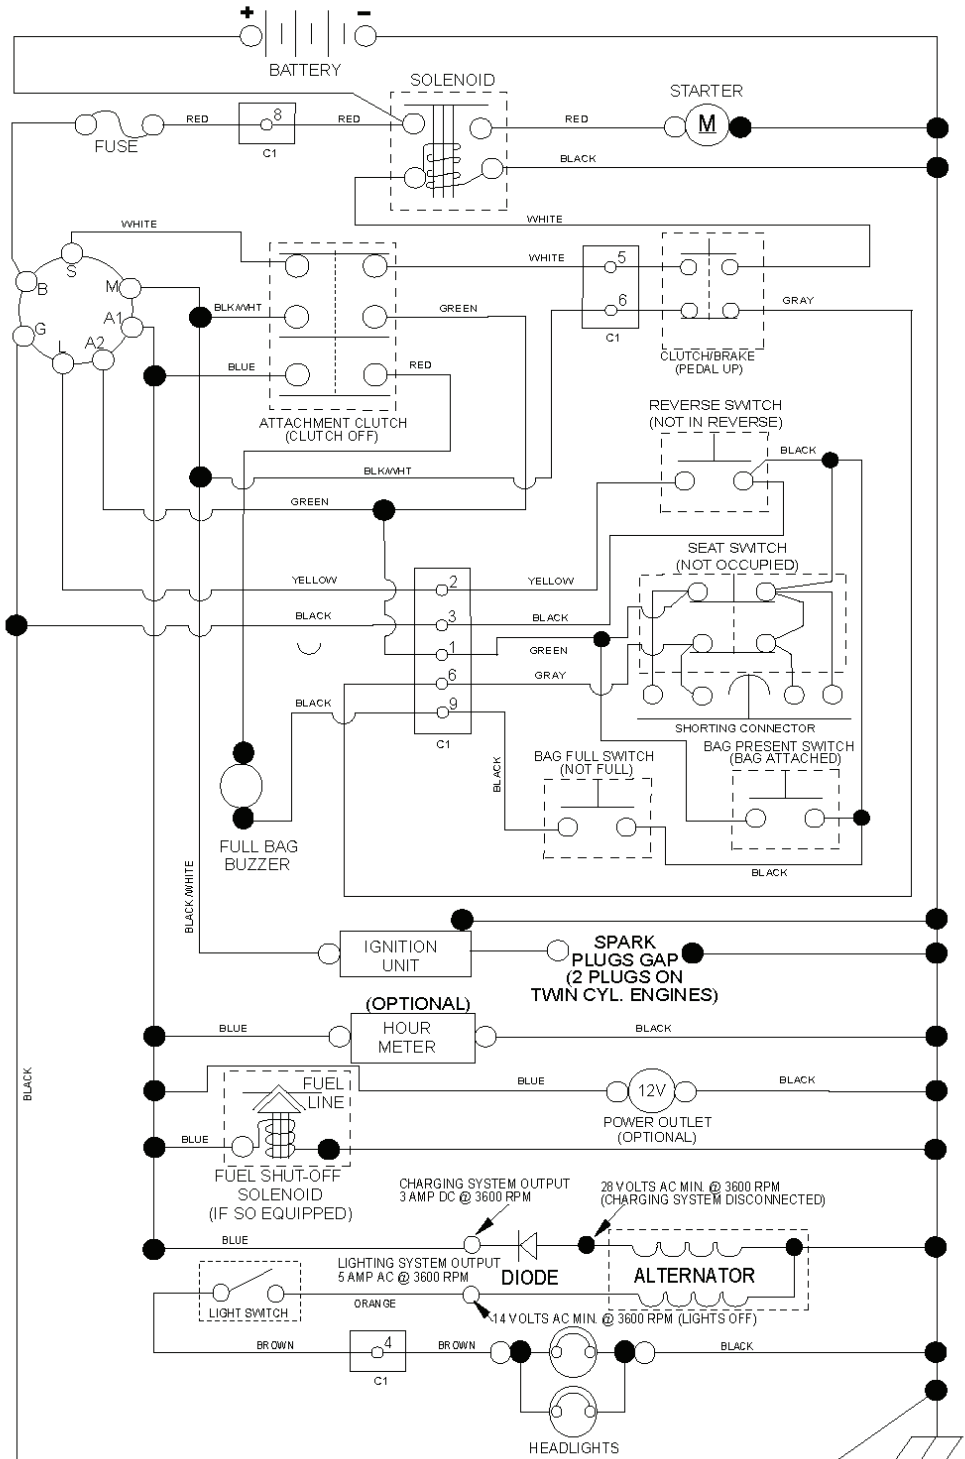 + −
BATTERY
SOLENOID
STARTER
RED
8
RED
RED
M
FUSE
C1
BLACK
WHITE
WHITE
S
WHITE
5
B
M
BLK/WHT
GREEN
6
GRAY
A1
G
C1
A2
L
BLUE
RED
CLUTCH/BRAKE
(PEDAL UP)
ATTACHMENT CLUTCH
(CLUTCH OFF)
REVERSE SWITCH
(NOT IN REVERSE)
BLACK
BLK/WHT
GREEN
SEAT SWITCH
(NOT OCCUPIED)
YELLOW
2
YELLOW
BLACK
3
BLACK
1
GREEN
6
GRAY
BLACK
9
SHORTING CONNECTOR
C1
BAG FULL SWITCH
(NOT FULL)
BAG PRESENT SWITCH
(BAG ATTACHED)
BLACK
FULL BAG
BUZZER
BLACK
BLACK/WHITE
IGNITION
UNIT
SPARK
PLUGS GAP
(2 PLUGS ON
TWIN CYL. ENGINES)
(OPTIONAL)
BLUE
HOUR
METER
BLACK
BLACK
FUEL
LINE
BLUE
12V
BLACK
POWER OUTLET
(OPTIONAL)
BLUE
FUEL SHUT-OFF
SOLENOID
(IF SO EQUIPPED)
CHARGING SYSTEM OUTPUT
3 AMP DC @ 3600 RPM
28 VOLTS AC MIN. @ 3600 RPM
(CHARGING SYSTEM DISCONNECTED)
BLUE
LIGHTING SYSTEM OUTPUT
5 AMP AC @ 3600 RPM
DIODE
ALTERNATOR
LIGHT SWITCH
ORANGE
14 VOLTS AC MIN. @ 3600 RPM (LIGHTS OFF)
BROWN
4
BROWN
BLACK
C1
HEADLIGHTS